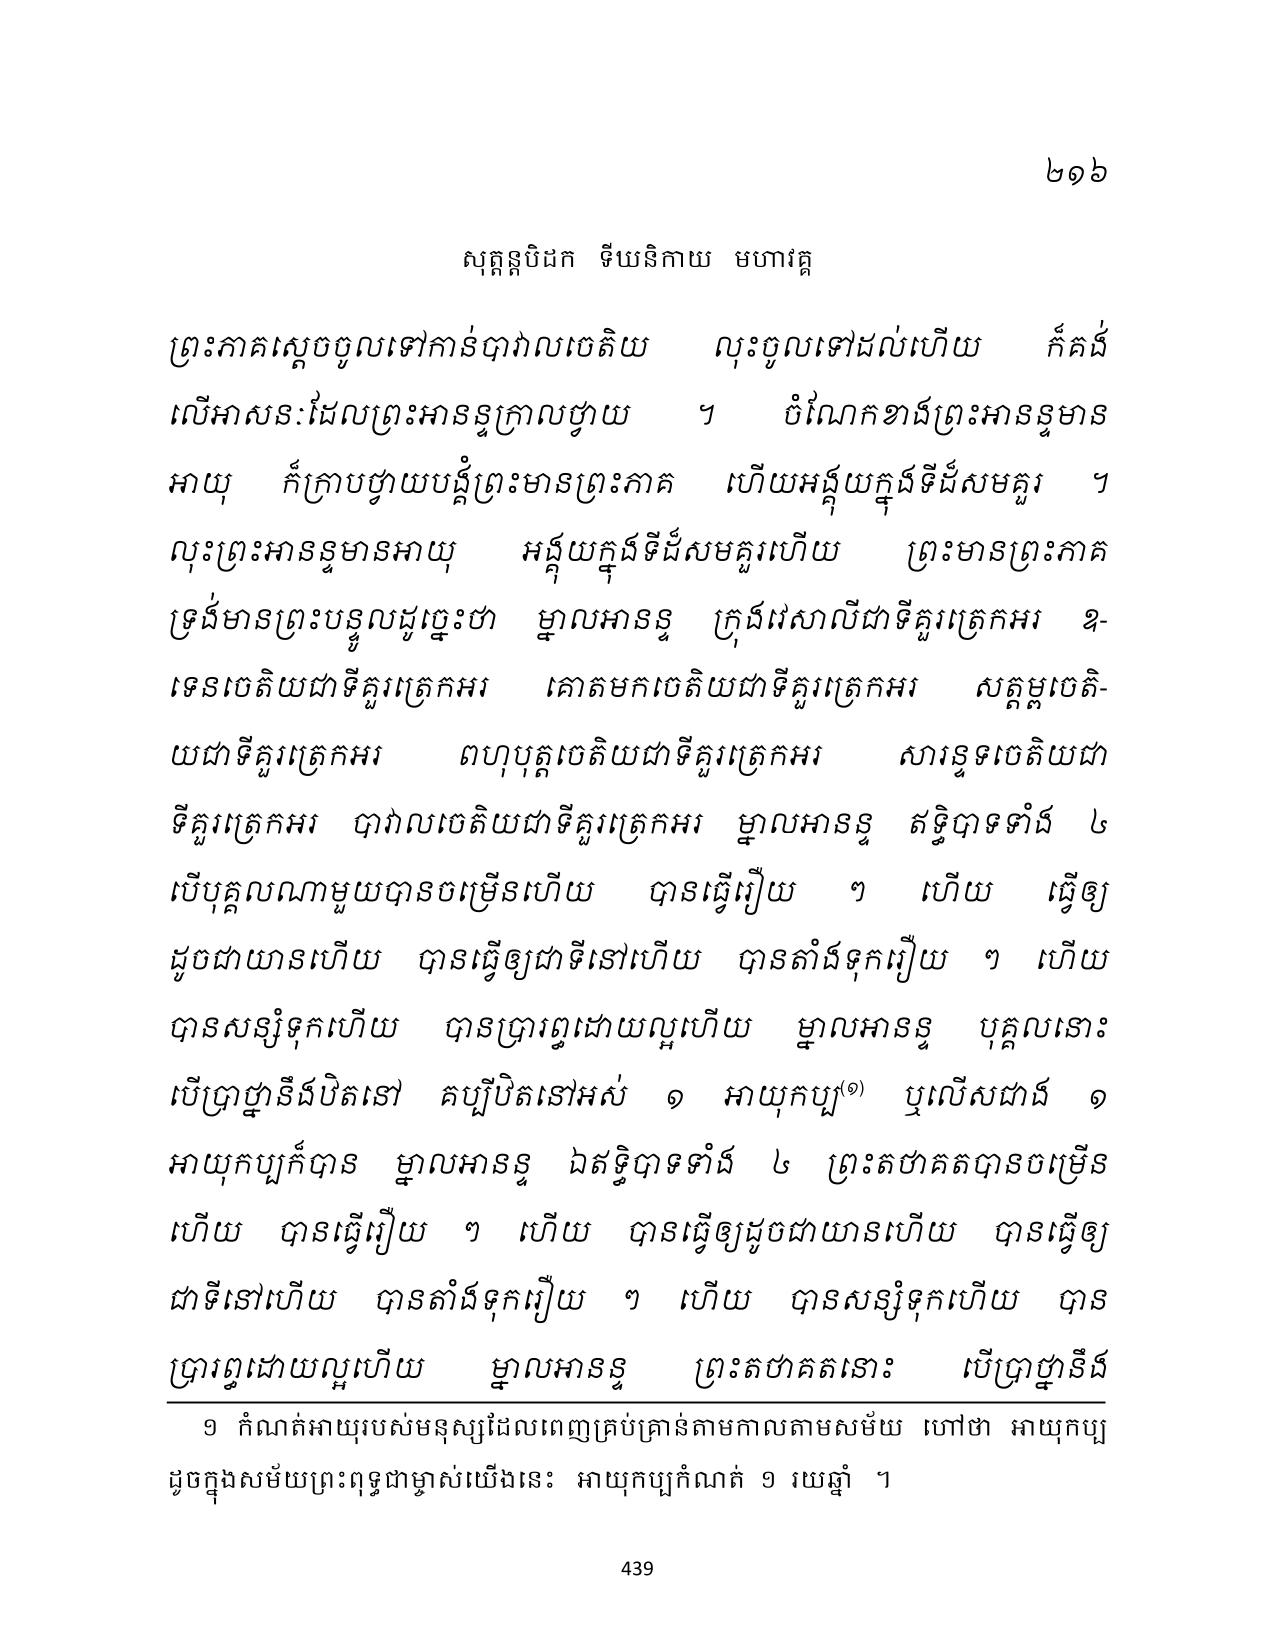 ២១៦
សុត្តន្តបិដក ទីឃនិកាយ មហាវគ្គ
ព្រះភាគស្តេចចូលទៅកាន់បាវាលចេតិយ លុះចូលទៅដល់ហើយ ក៏គង់
លើអាសនៈដែលព្រះអានន្ទក្រាលថ្វាយ ។ ចំណែកខាងព្រះអានន្ទមាន
អាយុ ក៏ក្រាបថ្វាយបង្គំព្រះមានព្រះភាគ ហើយអង្គុយក្នុងទីដ៏សមគួរ ។
លុះព្រះអានន្ទមានអាយុ អង្គុយក្នុងទីដ៏សមគួរហើយ ព្រះមានព្រះភាគ
ទ្រង់មានព្រះបន្ទូលដូច្នេះថា ម្នាលអានន្ទ ក្រុងវេសាលីជាទីគួរត្រេកអរ ឧ-
ទេនចេតិយជាទីគួរត្រេកអរ គោតមកចេតិយជាទីគួរត្រេកអរ សត្តម្ពចេតិ-
យជាទីគួរត្រេកអរ ពហុបុត្តចេតិយជាទីគួរត្រេកអរ សារន្ទទចេតិយជា
ទីគួរត្រេកអរ បាវាលចេតិយជាទីគួរត្រេកអរ ម្នាលអានន្ទ ឥទ្ធិបាទទាំង ៤
បើបុគ្គលណាមួយបានចម្រើនហើយ បានធ្វើរឿយ ៗ ហើយ ធ្វើឲ្យ
ដូចជាយានហើយ បានធ្វើឲ្យជាទីនៅហើយ បានតាំងទុករឿយ ៗ ហើយ
បានសន្សំទុកហើយ បានប្រារព្ធដោយល្អហើយ ម្នាលអានន្ទ បុគ្គលនោះ
បើប្រាថ្នានឹងឋិតនៅ គប្បីឋិតនៅអស់ ១ អាយុកប្ប(១) ឬលើសជាង ១
អាយុកប្បក៏បាន ម្នាលអានន្ទ ឯឥទ្ធិបាទទាំង ៤ ព្រះតថាគតបានចម្រើន
ហើយ បានធ្វើរឿយ ៗ ហើយ បានធ្វើឲ្យដូចជាយានហើយ បានធ្វើឲ្យ
ជាទីនៅហើយ បានតាំងទុករឿយ ៗ ហើយ បានសន្សំទុកហើយ បាន
ប្រារព្ធដោយល្អហើយ ម្នាលអានន្ទ ព្រះតថាគតនោះ បើប្រាថ្នានឹង
១ កំណត់អាយុរបស់មនុស្សដែលពេញគ្រប់គ្រាន់តាមកាលតាមសម័យ ហៅថា អាយុកប្ប
ដូចក្នុងសម័យព្រះពុទ្ធជាម្ចាស់យើងនេះ អាយុកប្បកំណត់ ១ រយឆ្នាំ ។
439